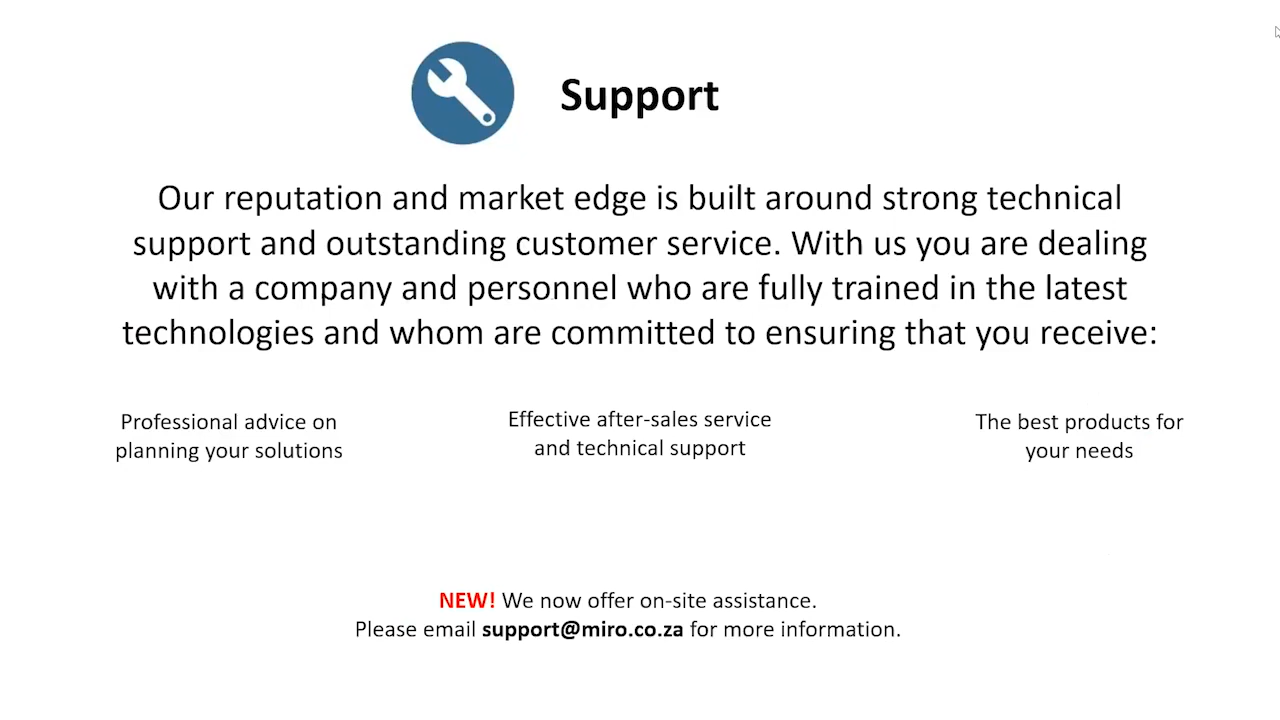 Support
Our reputation and market edge is built around strong technical
support and outstanding customer service. With us you are dealing
with a company and personnel who are fully trained in the latest
technologies and whom are committed to ensuring that you receive:
Professional advice on
planning your solutions
Effective after-sales service
and technical support
The best products for
your needs
NEW! We now offer on-site assistance.
Please email support@miro.co.za for more information.